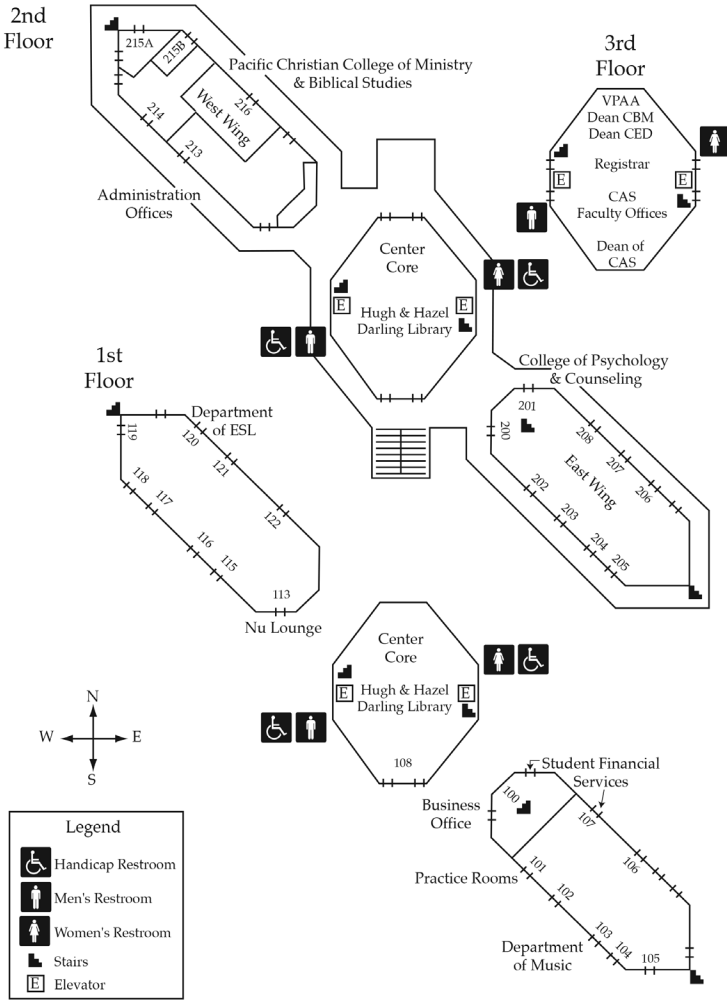 2nd
Floor
215A
215B
Pacific Christian College of Ministry
& Biblical Studies
West Wing
216
214
213
Administration
Offices
3rd
Floor
VPAA
Dean CBM
Dean CED
Registrar
E
E
CAS
Faculty Offices
Dean of
CAS
Center
Core
E
E
Hugh & Hazel
Darling Library
College of Psychology
& Counseling
201
200
208
207
206
East Wing
202
203
204
205
1st
Floor
Department
of ESL
119
120
121
122
118
117
116
115
113
Nu Lounge
Center
Core
E
E
Hugh & Hazel
Darling Library
108
N
W
E
S
Student Financial
Services
100
Business
Office
107
106
Practice Rooms
101
102
103
104
105
Department
of Music
Legend
Handicap Restroom
Men's Restroom
Women's Restroom
Stairs
E Elevator